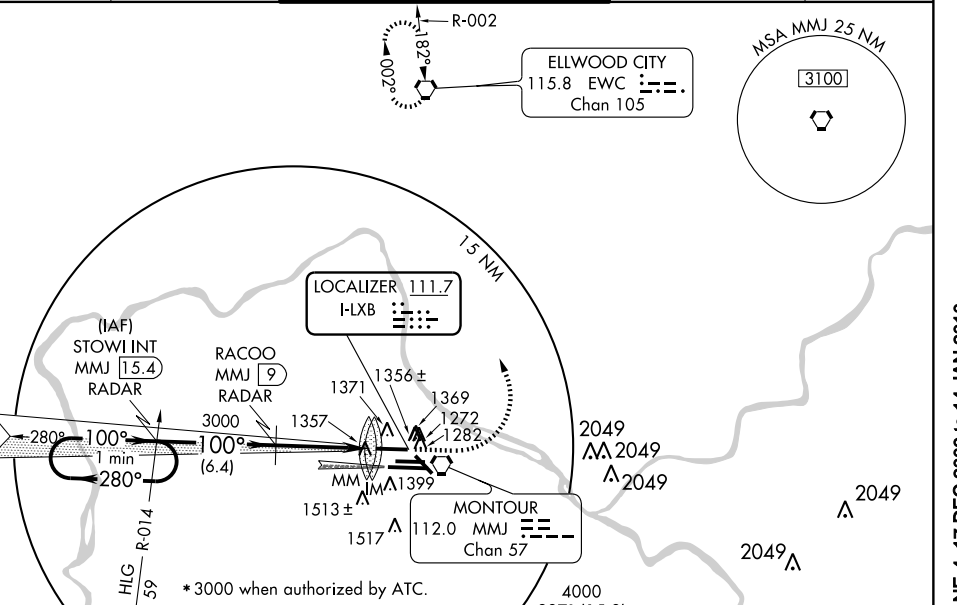 R-002
182°
002°
ELLWOOD CITY
115.8 EWC
Chan 105
MSA MMJ 25 NM
3100
15 NM
LOCALIZER 111.7
I-LXB
(IAF)
STOWI INT
MMJ 15.4
RADAR
RACOO
MMJ 9
RADAR
1371
1356 ±
1369
1272
1282
3000
1357
280°
100°
100°
1 min
(6.4)
280°
MM
IM
1399
1513 ±
1517
MONTOUR
112.0 MMJ
Chan 57
2049
2049
2049
2049
2049
HLG R-014
59
*3000 when authorized by ATC.
4000